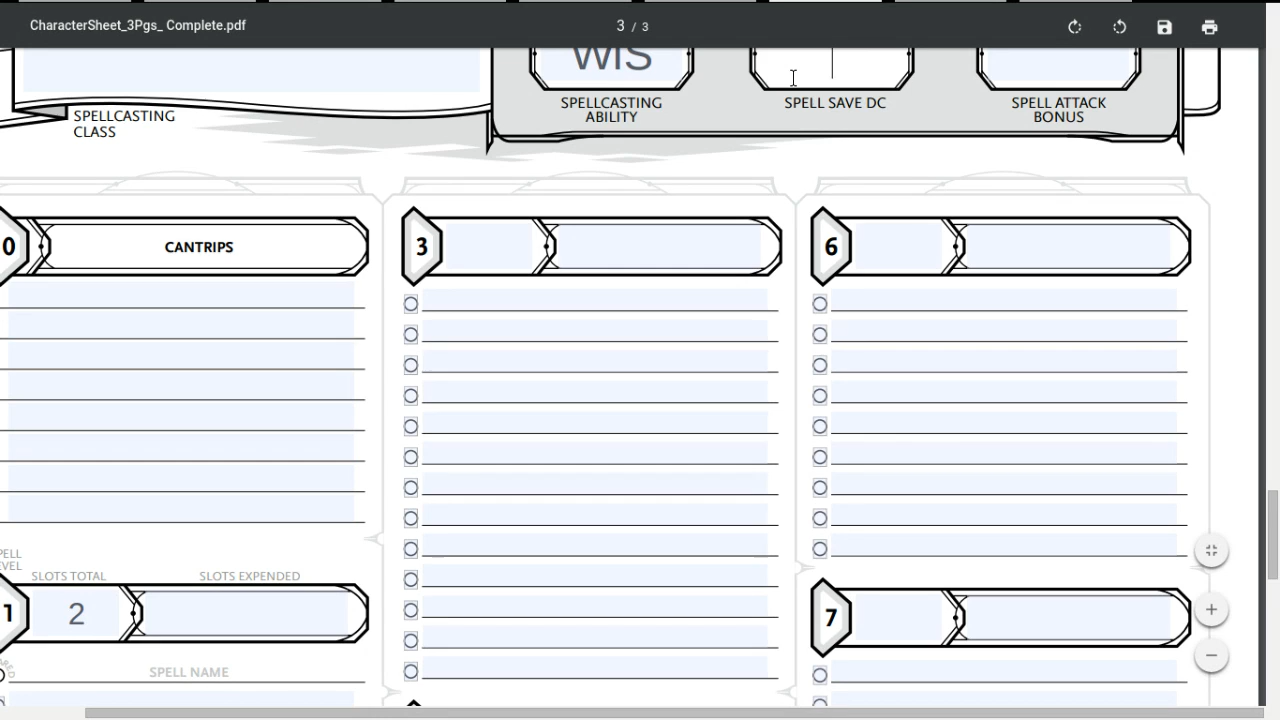 CharacterSheet_3Pgs_ Complete.pdf
3 / 3
WIS
SPELLCASTING
ABILITY
SPELL SAVE DC
SPELL ATTACK
BONUS
SPELLCASTING
CLASS
0
CANTRIPS
3
6
SLOTS TOTAL
SLOTS EXPENDED
1
2
7
SPELL NAME